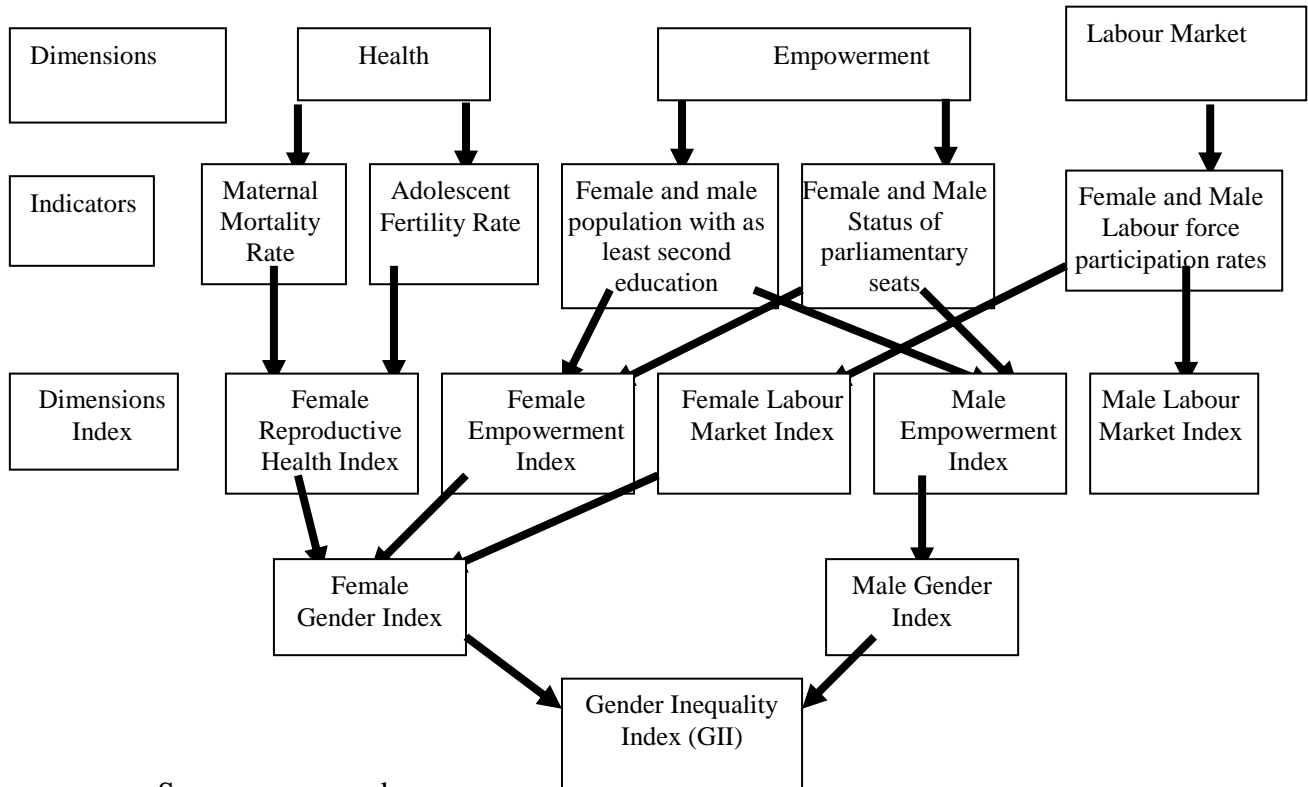 Dimensions
Health
Empowerment
Labour Market
Indicators
Maternal
Mortality
Rate
Adolescent
Fertility Rate
Female and male
population with as
least second
education
Female and Male
Status of
parliamentary
seats
Female and Male
Labour force
participation rates
Dimensions
Index
Female
Reproductive
Health Index
Female
Empowerment
Index
Female Labour
Market Index
Male
Empowerment
Index
Male Labour
Market Index
Female
Gender Index
Male Gender
Index
Gender Inequality
Index (GII)